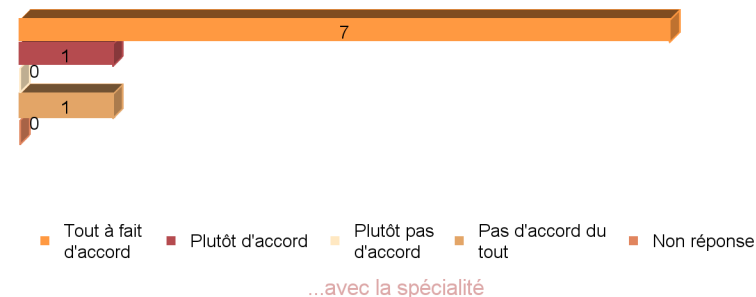 7
1
0
1
0
Tout à fait
d'accord
Plutôt d'accord
Plutôt pas
d'accord
Pas d'accord du
tout
Non réponse
...avec la spécialité